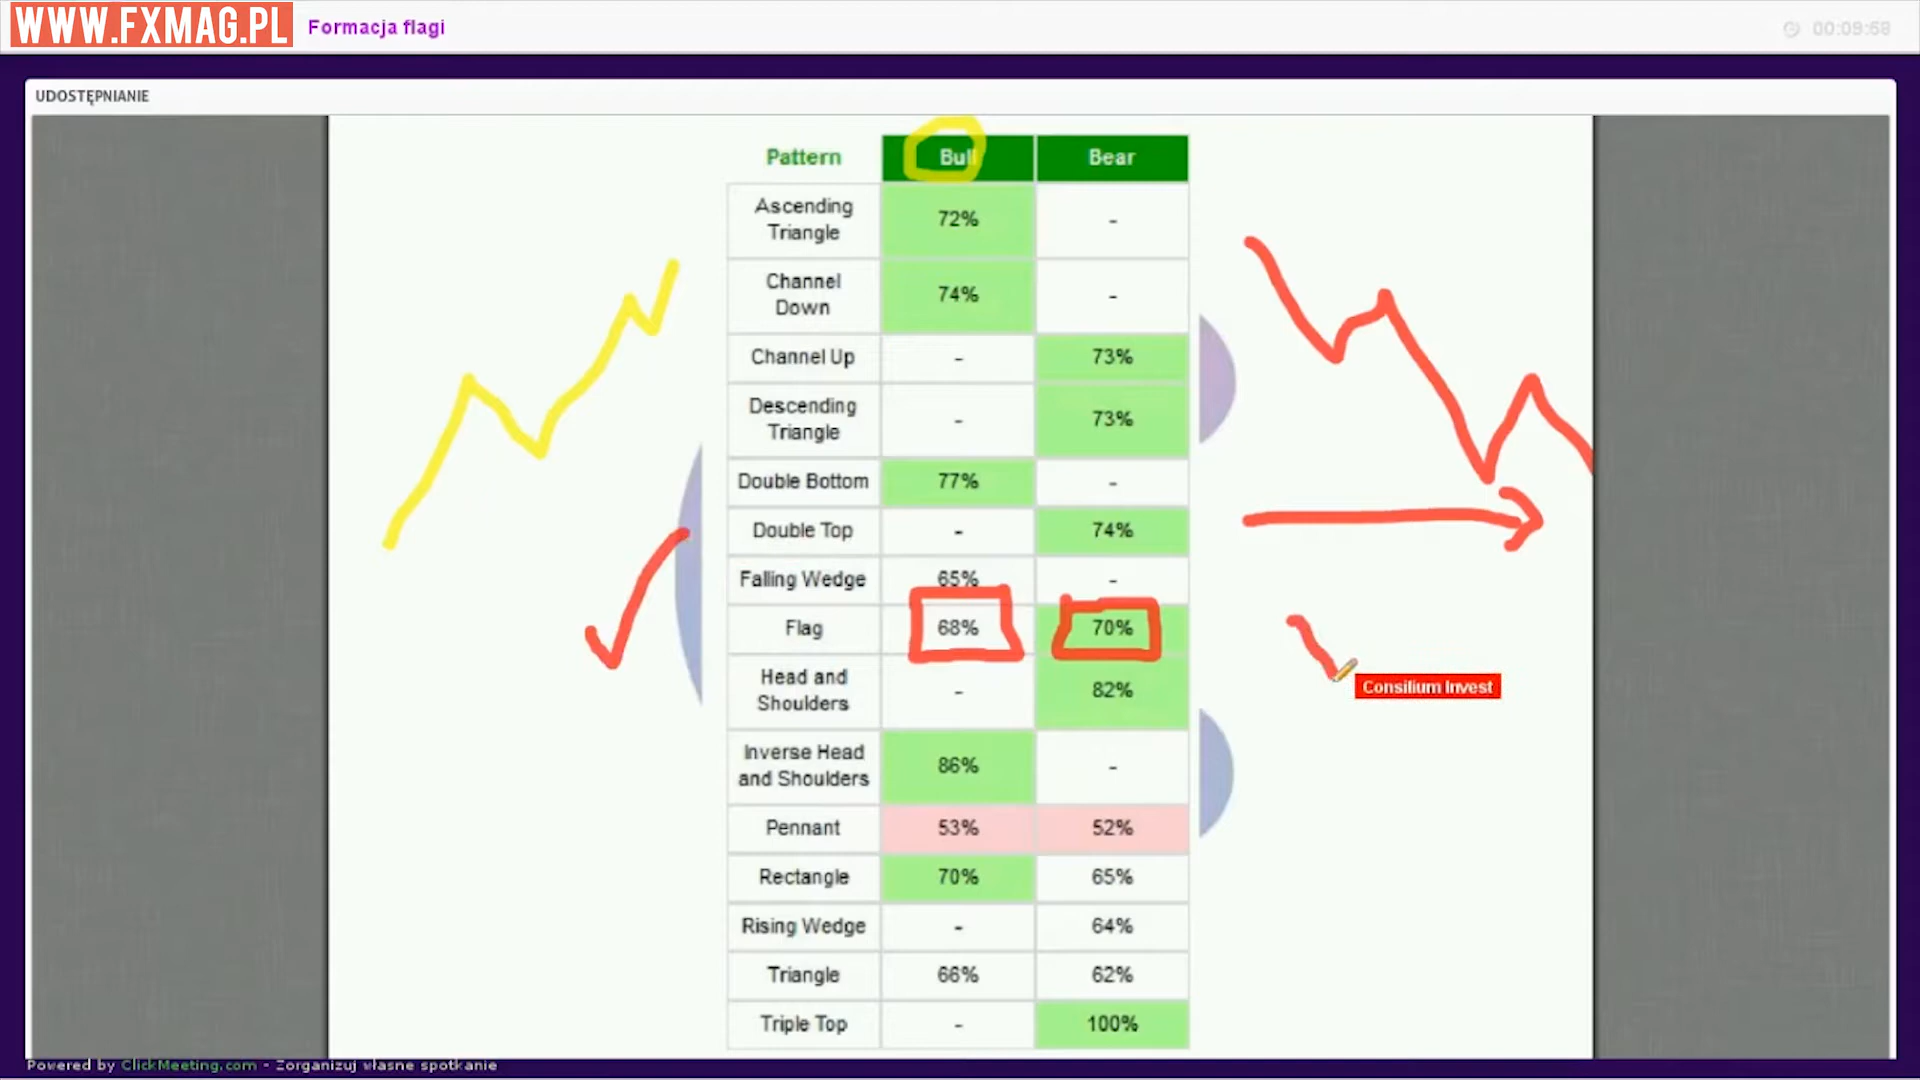 WWW.FXMAG.PL Formacja flagi 00:09:58
UDOSTĘPNIANIE
Pattern Bull Bear
Ascending
Triangle 72% -
Channel
Down 74% -
Channel Up - 73%
Descending
Triangle - 73%
Double Bottom 77% -
Double Top - 74%
Falling Wedge 65% -
Flag 68% 70%
Head and
Shoulders - 82%
Consilium Invest
Inverse Head
and Shoulders 86% -
Pennant 53% 52%
Rectangle 70% 65%
Rising Wedge - 64%
Triangle 66% 62%
Triple Top - 100%
Powered by ClickMeeting.com - Zorganizuj własne spotkanie